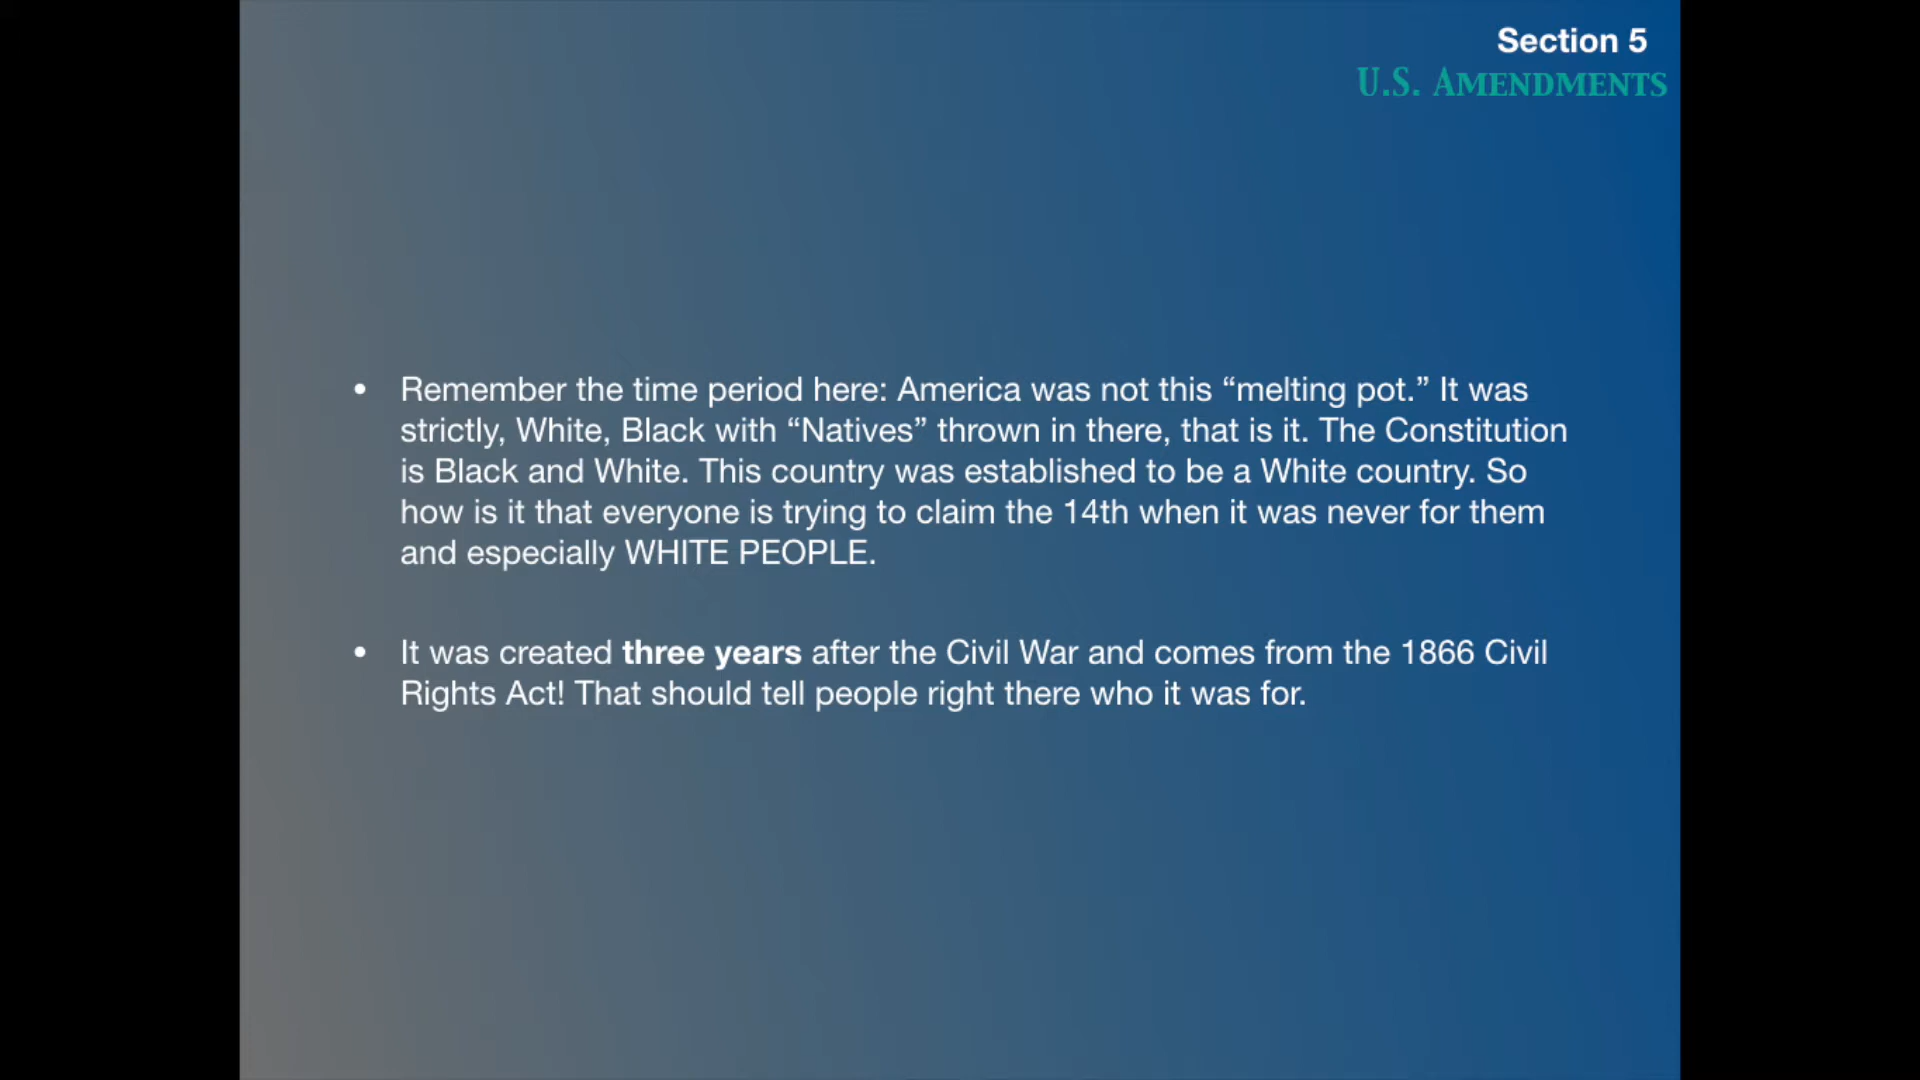 Section 5
U.S. Amendments
• Remember the time period here: America was not this “melting pot.” It was
strictly, White, Black with “Natives” thrown in there, that is it. The Constitution
is Black and White. This country was established to be a White country. So
how is it that everyone is trying to claim the 14th when it was never for them
and especially WHITE PEOPLE.
• It was created three years after the Civil War and comes from the 1866 Civil
Rights Act! That should tell people right there who it was for.